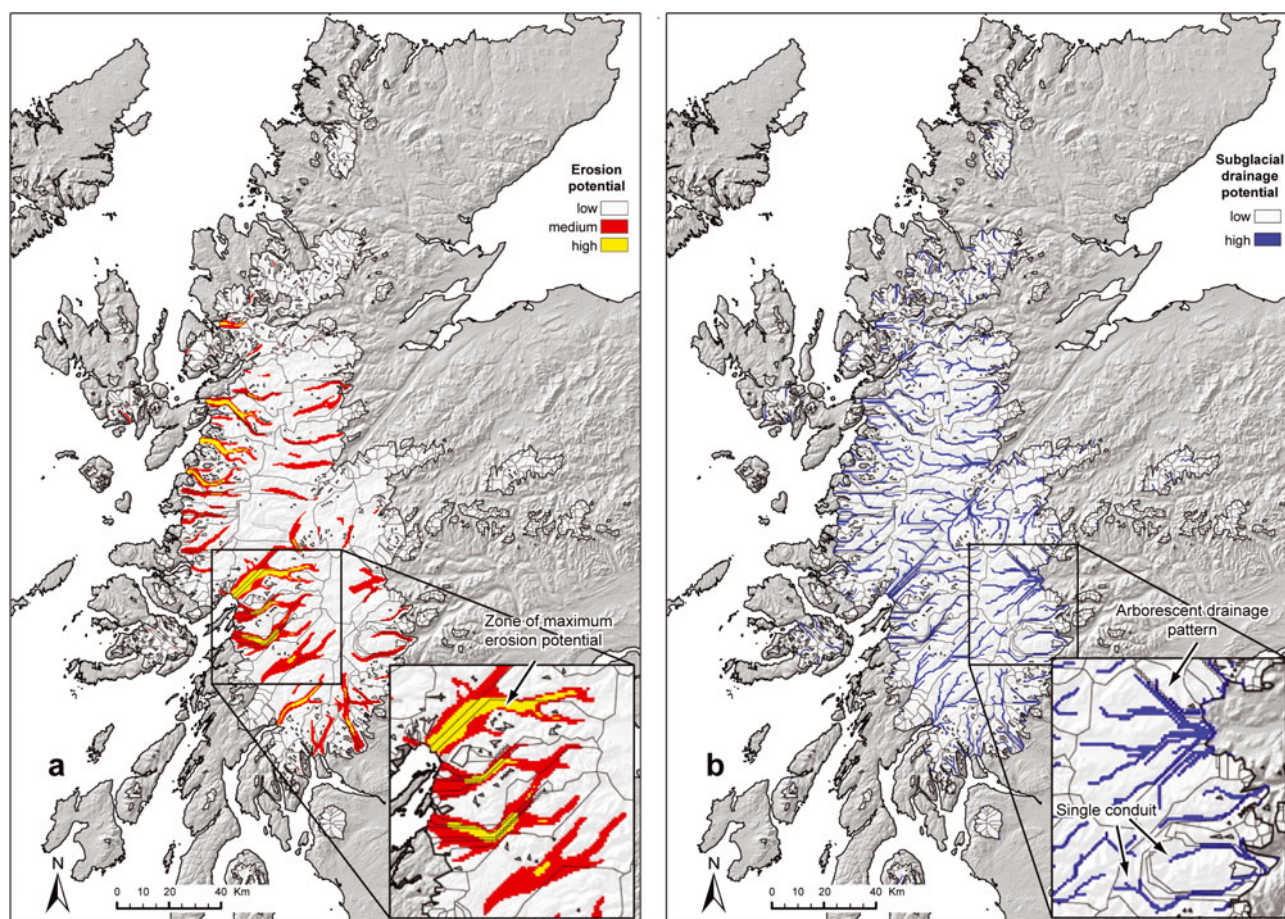 Erosion
potential
low
medium
high
Zone of maximum
erosion potential
a
N
0 10 20 40 Km
Subglacial
drainage
potential
low
high
Arborescent drainage
pattern
Single conduit
b
N
0 10 20 40 Km